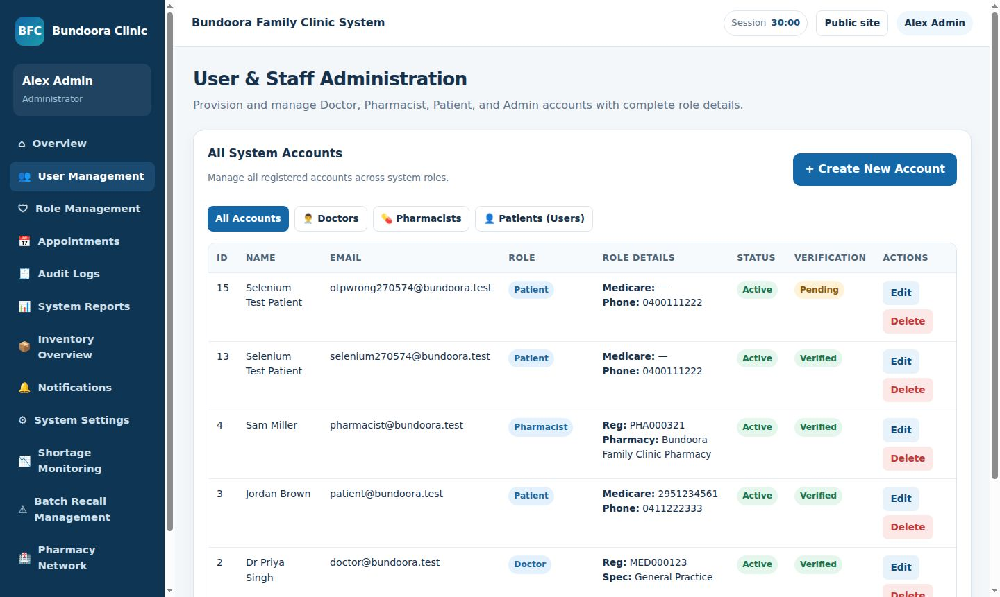 BFC Bundoora Clinic
Alex Admin
Administrator
Overview
User Management
Role Management
Appointments
Audit Logs
System Reports
Inventory
Overview
Notifications
System Settings
Shortage
Monitoring
Batch Recall
Management
Pharmacy
Network
Bundoora Family Clinic System
Session 30:00
Public site
Alex Admin
User & Staff Administration
Provision and manage Doctor, Pharmacist, Patient, and Admin accounts with complete role details.
All System Accounts
Manage all registered accounts across system roles.
+ Create New Account
All Accounts Doctors Pharmacists Patients (Users)
ID NAME EMAIL ROLE ROLE DETAILS STATUS VERIFICATION ACTIONS
15 Selenium otpwrong270574@bundoora.test Patient Medicare: — Active Pending Edit
Test Patient Phone: 0400111222
Delete
13 Selenium selenium270574@bundoora.test Patient Medicare: — Active Verified Edit
Test Patient Phone: 0400111222
Delete
4 Sam Miller pharmacist@bundoora.test Pharmacist Reg: PHA000321 Active Verified Edit
Pharmacy: Bundoora
Family Clinic Pharmacy Delete
3 Jordan Brown patient@bundoora.test Patient Medicare: 2951234561 Active Verified Edit
Phone: 0411222333
Delete
2 Dr Priya doctor@bundoora.test Doctor Reg: MED000123 Active Verified Edit
Singh Spec: General Practice
Delete